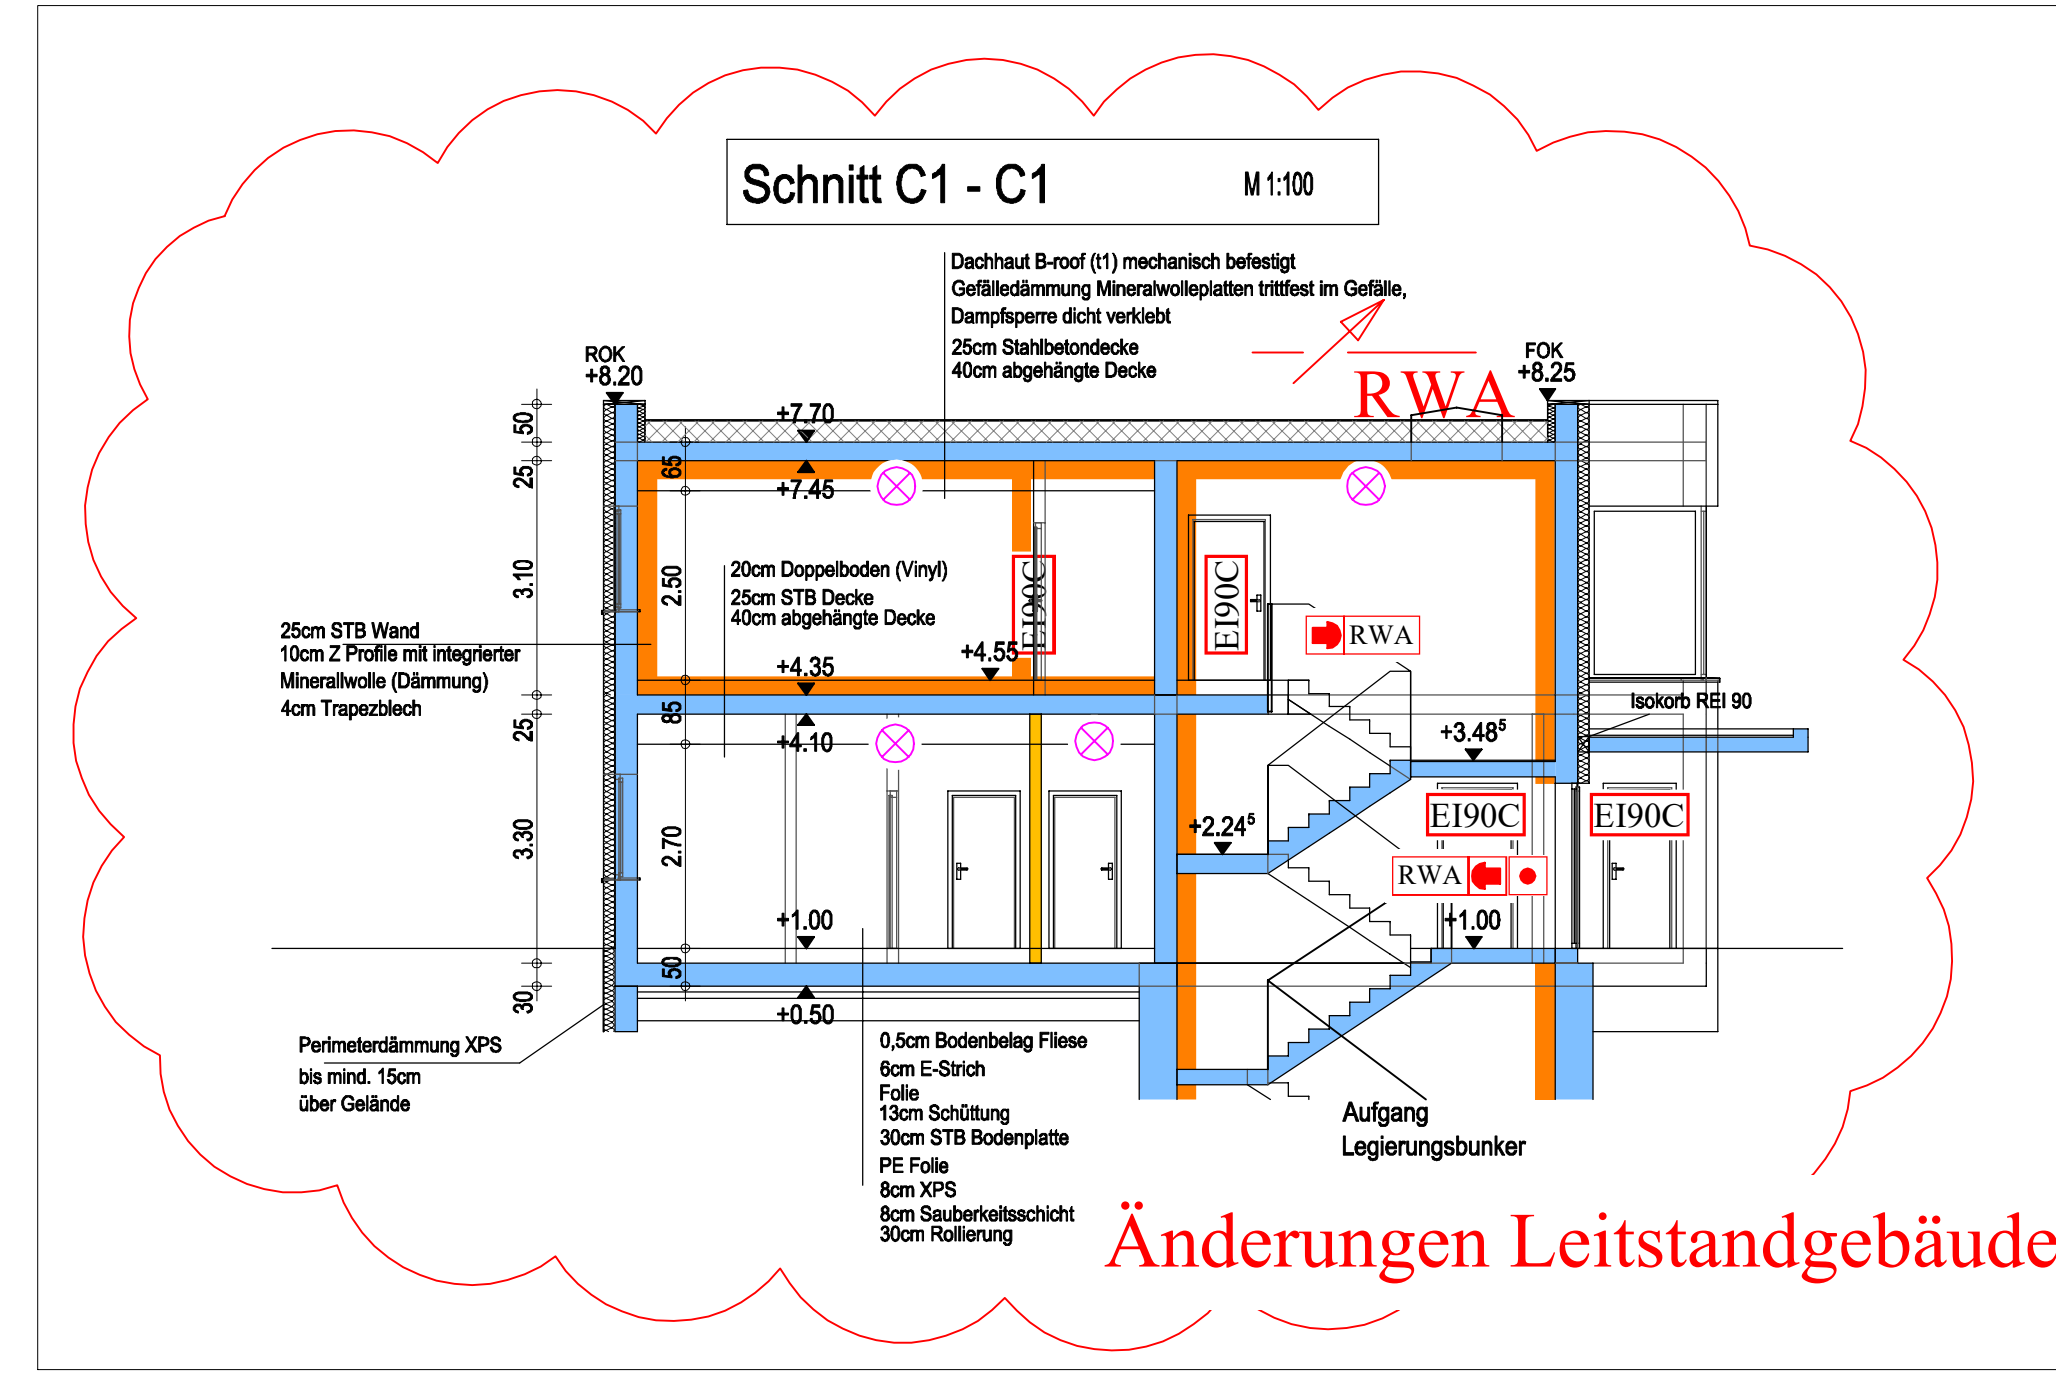 Schnitt C1 - C1 M 1:100
Dachhaut B-roof (t1) mechanisch befestigt
Gefälledämmung Mineralwolleplatten trittfest im Gefälle,
Dampfsperre dicht verklebt
25cm Stahlbetondecke
40cm abgehängte Decke
ROK
+8.20
FOK
+8.25
RWA
+7.70
50
25
65
+7.45
3.10
2.50
20cm Doppelboden (Vinyl)
25cm STB Decke
40cm abgehängte Decke
EI90C
EI90C
RWA
25cm STB Wand
10cm Z Profile mit integrierter
Minerallwolle (Dämmung)
4cm Trapezblech
+4.55
+4.35
25
85
+4.10
Isokorb REI 90
+3.48⁵
EI90C
EI90C
+2.24⁵
3.30
2.70
RWA
+1.00
+1.00
50
30
+0.50
Perimeterdämmung XPS
bis mind. 15cm
über Gelände
0,5cm Bodenbelag Fliese
6cm E-Strich
Folie
13cm Schüttung
30cm STB Bodenplatte
PE Folie
8cm XPS
8cm Sauberkeitsschicht
30cm Rollierung
Aufgang
Legierungsbunker
Änderungen Leitstandgebäude